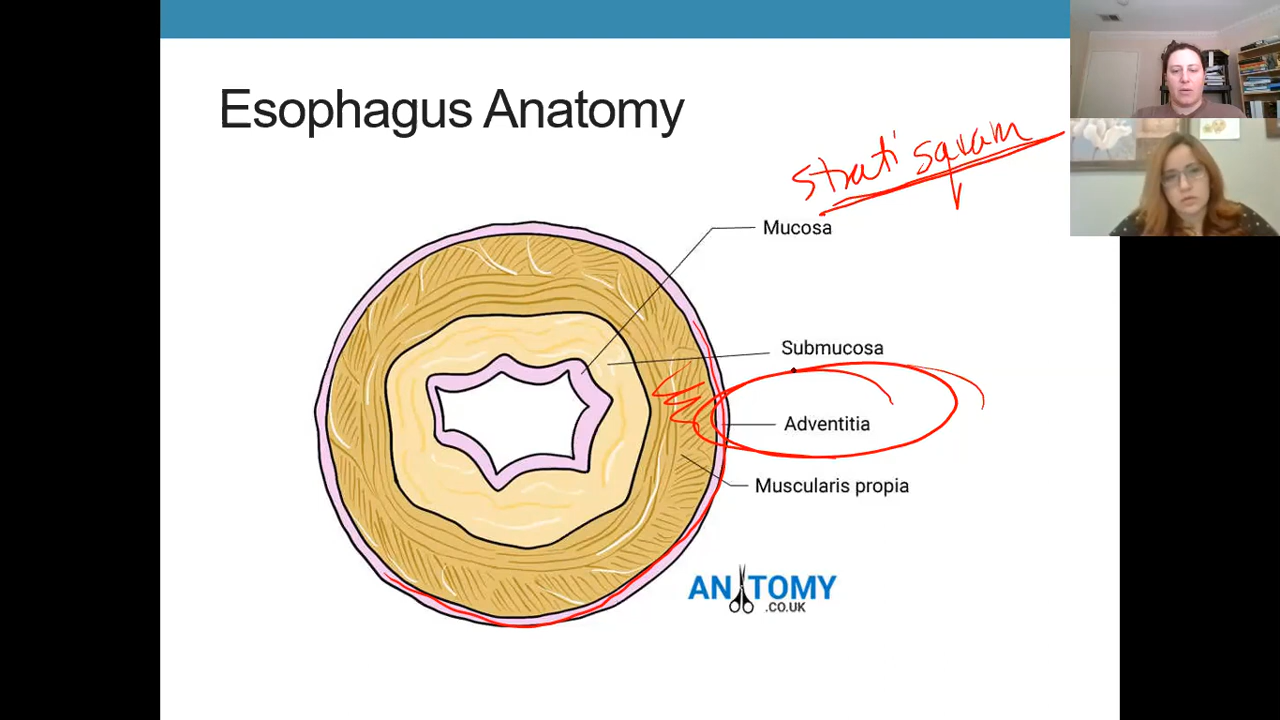 Esophagus Anatomy
strati squam
Mucosa
Submucosa
Adventitia
Muscularis propia
ANATOMY
.CO.UK